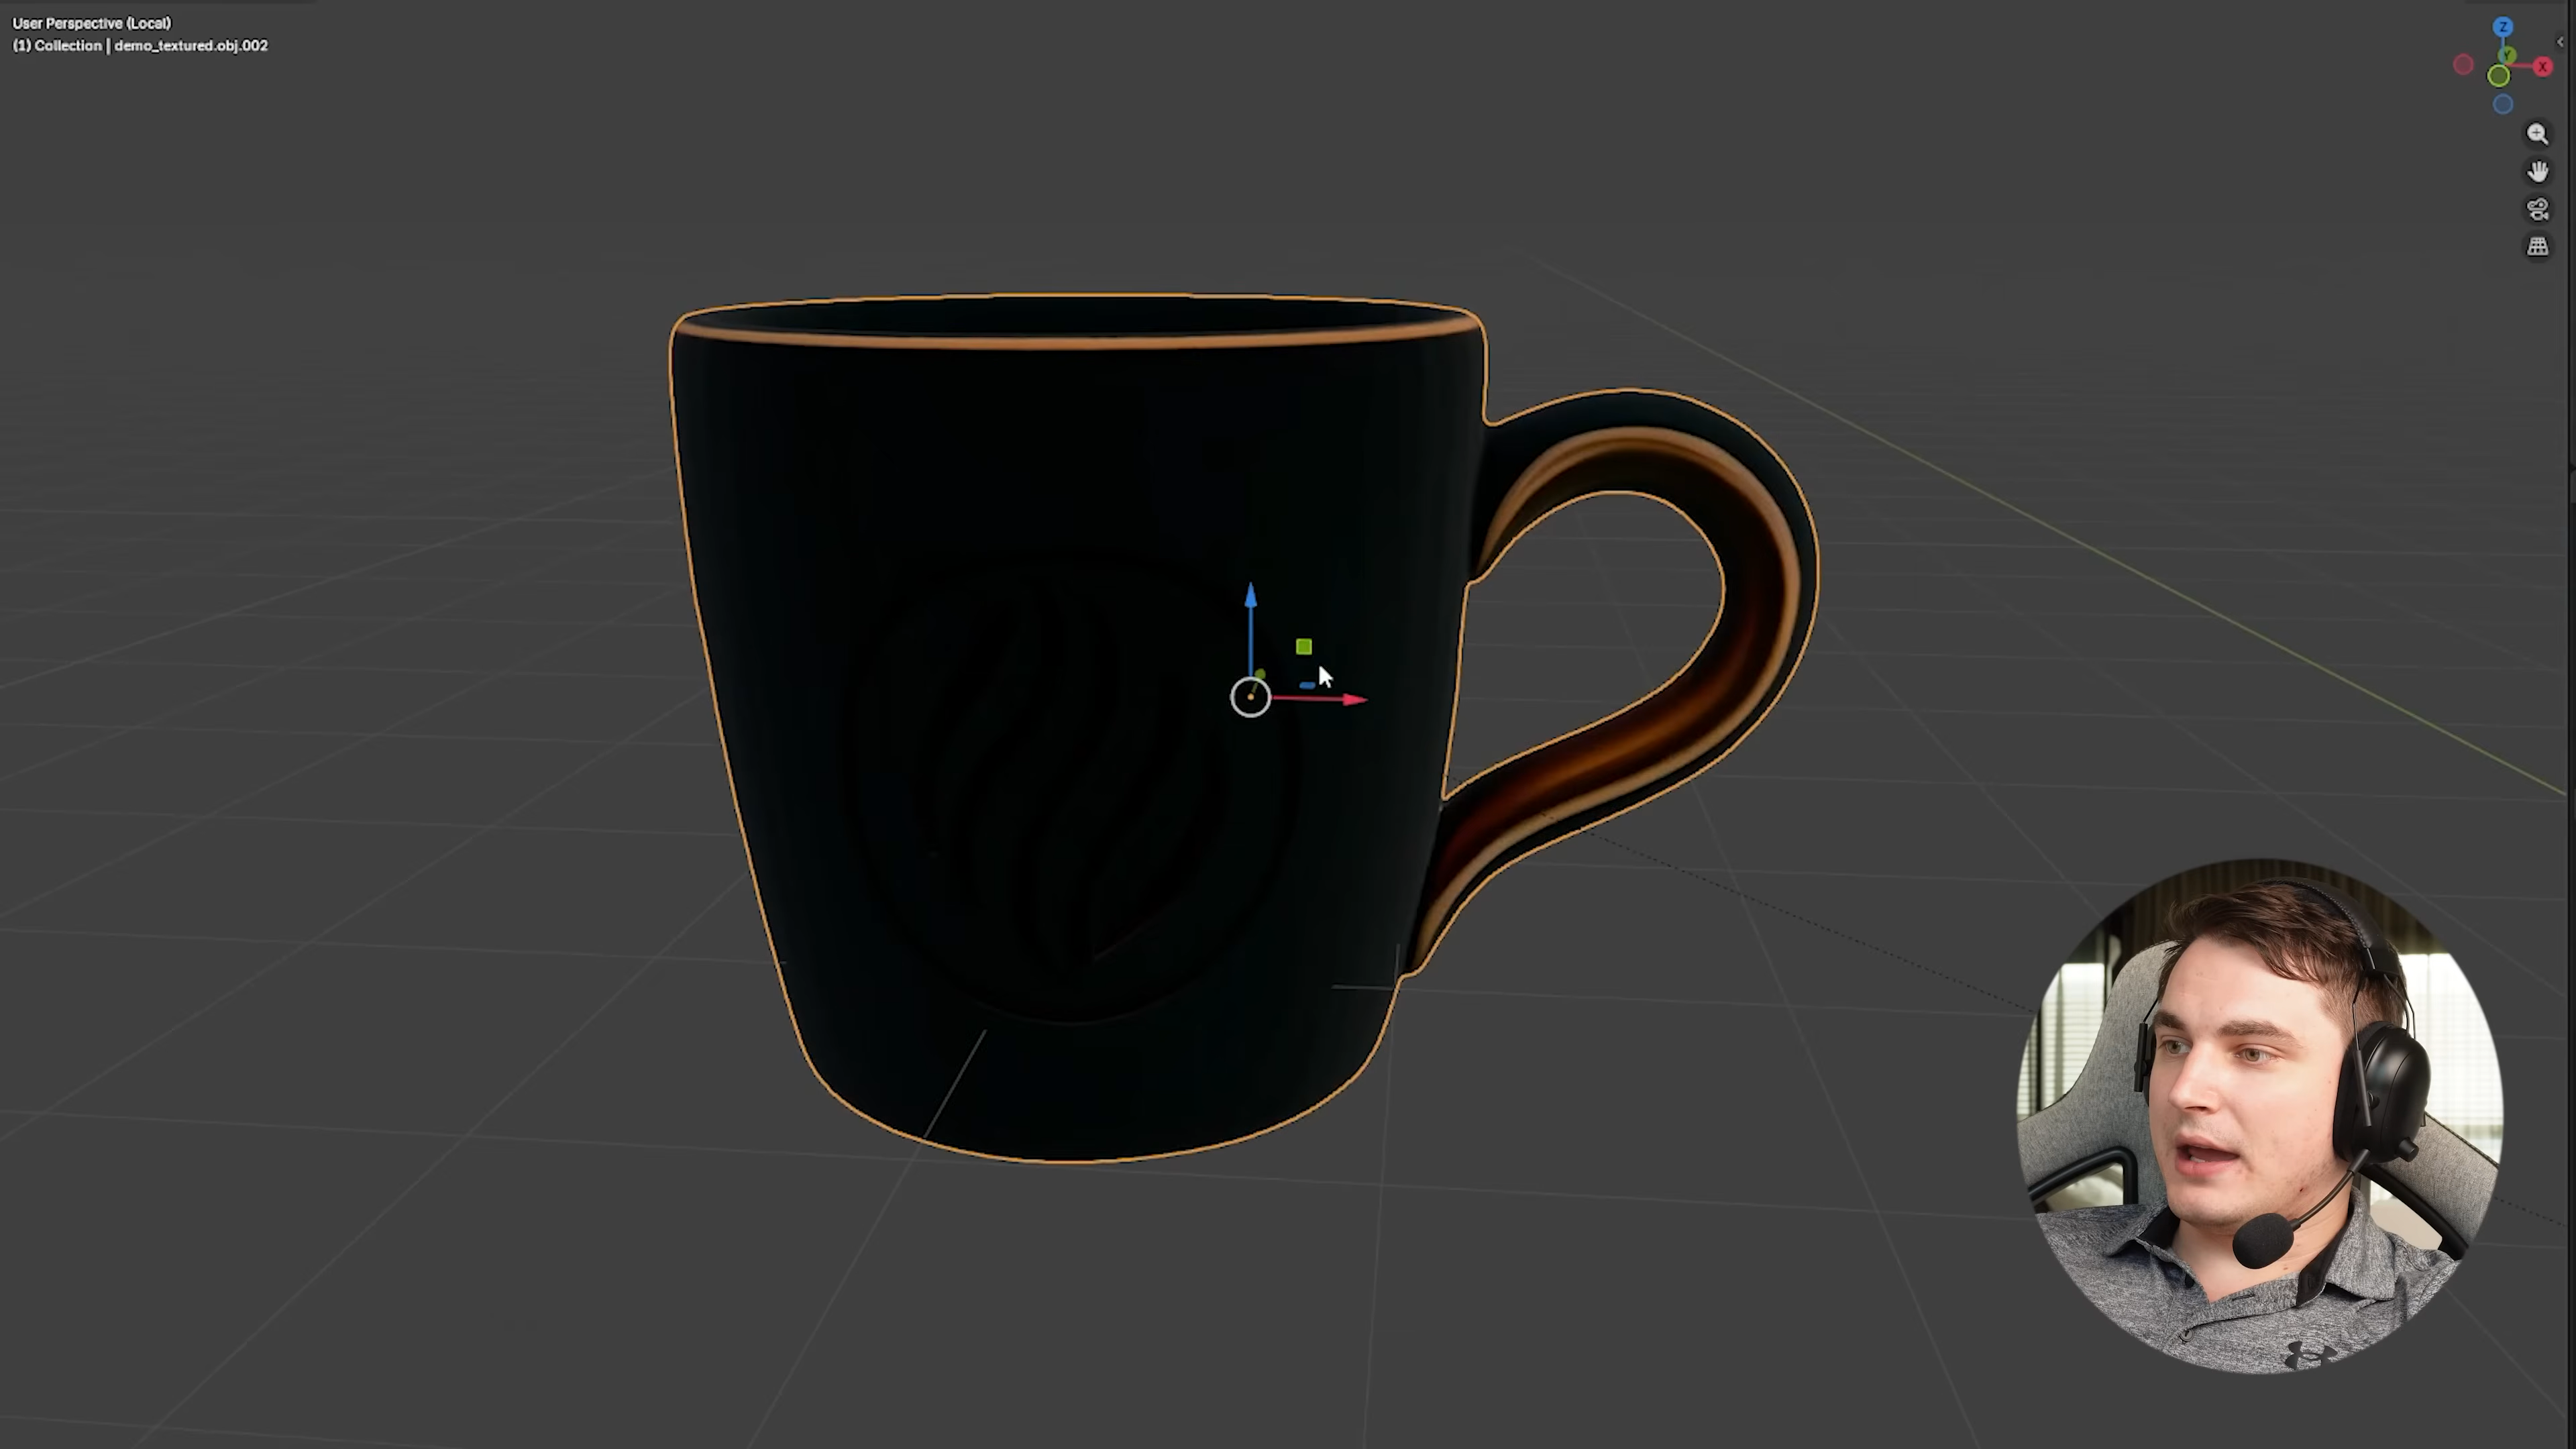 User Perspective (Local)
(1) Collection | demo_textured.obj.002
Z
Y
X